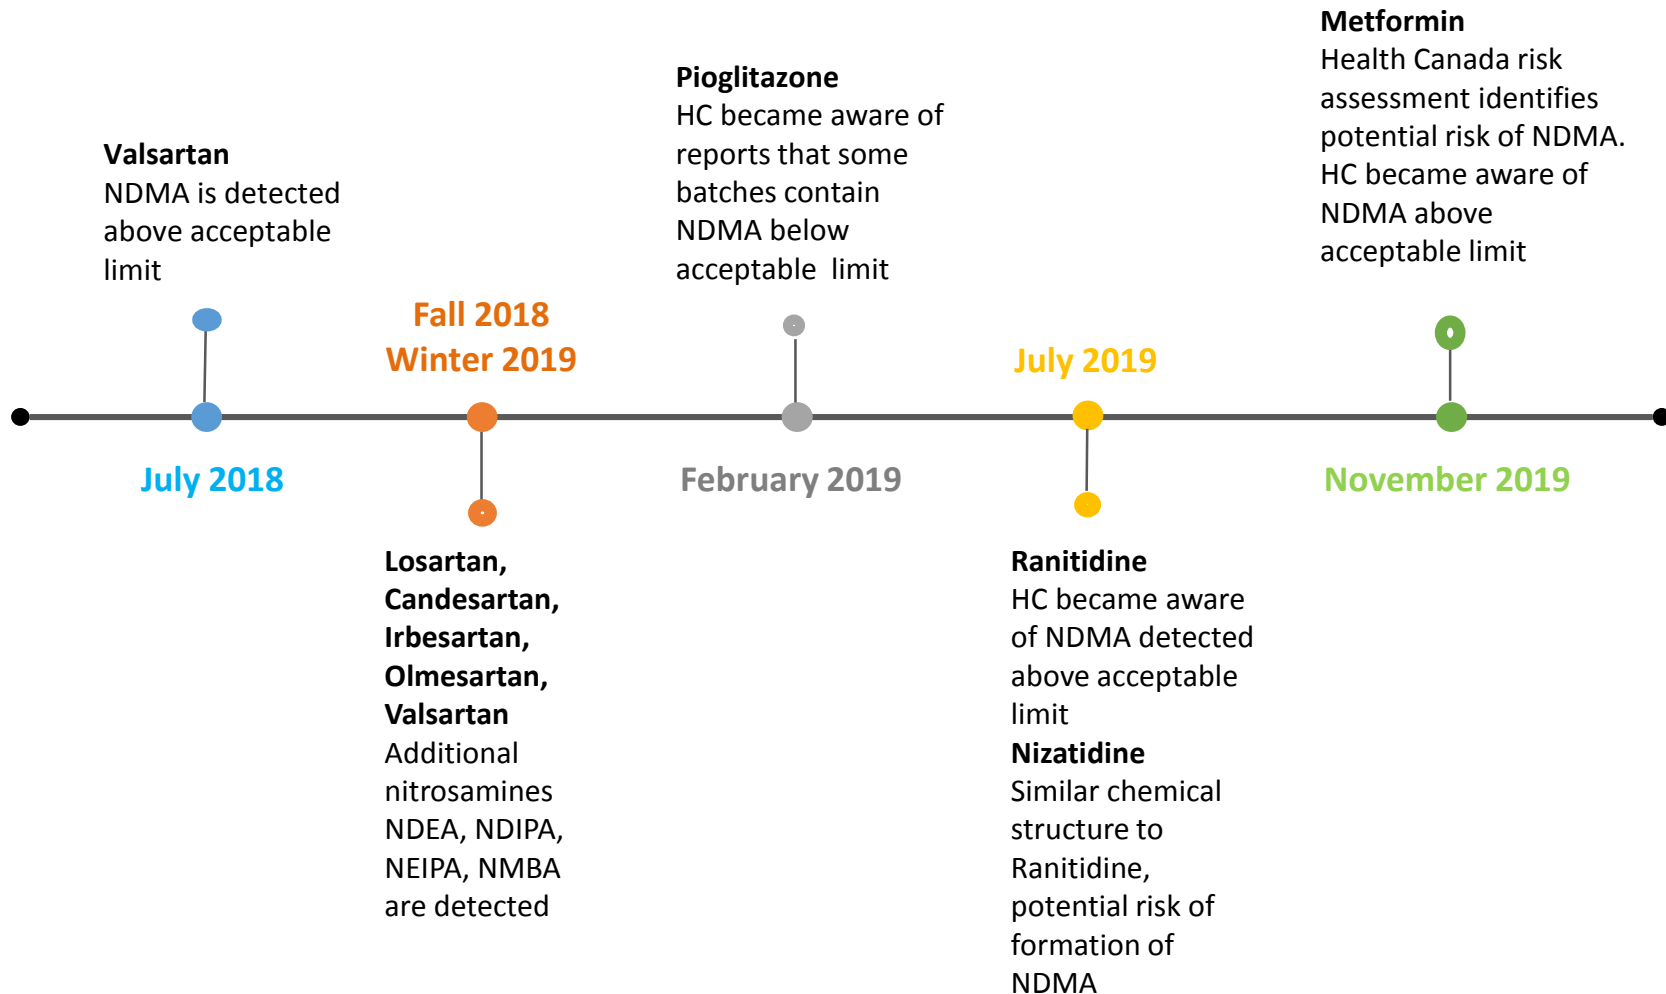 Valsartan
NDMA is detected
above acceptable
limit
July 2018
Fall 2018
Winter 2019
Losartan,
Candesartan,
Irbesartan,
Olmesartan,
Valsartan
Additional
nitrosamines
NDEA, NDIPA,
NEIPA, NMBA
are detected
Pioglitazone
HC became aware of
reports that some
batches contain
NDMA below
acceptable  limit
February 2019
July 2019
Ranitidine
HC became aware
of NDMA detected
above acceptable
limit
Nizatidine
Similar chemical
structure to
Ranitidine,
potential risk of
formation of
NDMA
Metformin
Health Canada risk
assessment identifies
potential risk of NDMA.
HC became aware of
NDMA above
acceptable limit
November 2019